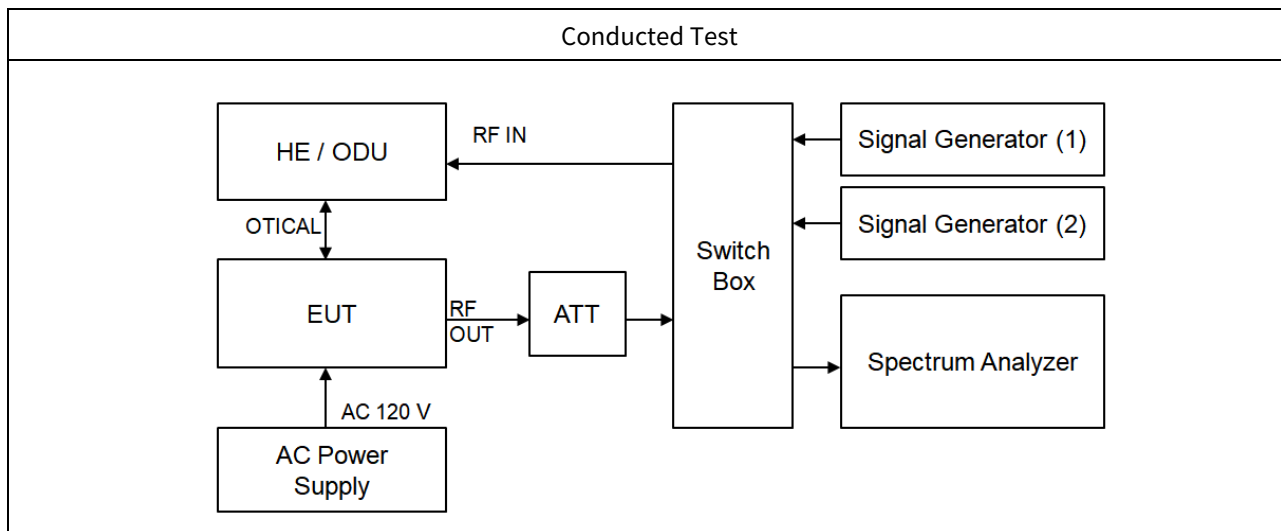 Conducted Test
HE / ODU
RF IN
Signal Generator (1)
Signal Generator (2)
OTICAL
Switch
Box
EUT
RF
OUT
ATT
Spectrum Analyzer
AC 120 V
AC Power
Supply